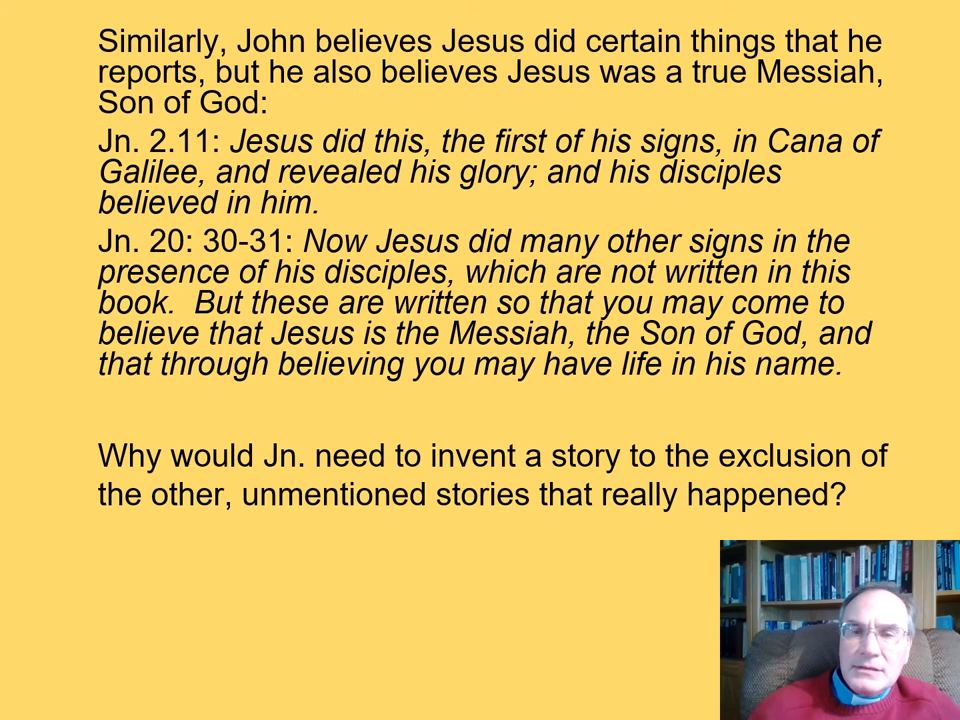 Similarly, John believes Jesus did certain things that he
reports, but he also believes Jesus was a true Messiah,
Son of God:
Jn. 2.11: Jesus did this, the first of his signs, in Cana of
Galilee, and revealed his glory; and his disciples
believed in him.
Jn. 20: 30-31: Now Jesus did many other signs in the
presence of his disciples, which are not written in this
book.  But these are written so that you may come to
believe that Jesus is the Messiah, the Son of God, and
that through believing you may have life in his name.
Why would Jn. need to invent a story to the exclusion of
the other, unmentioned stories that really happened?